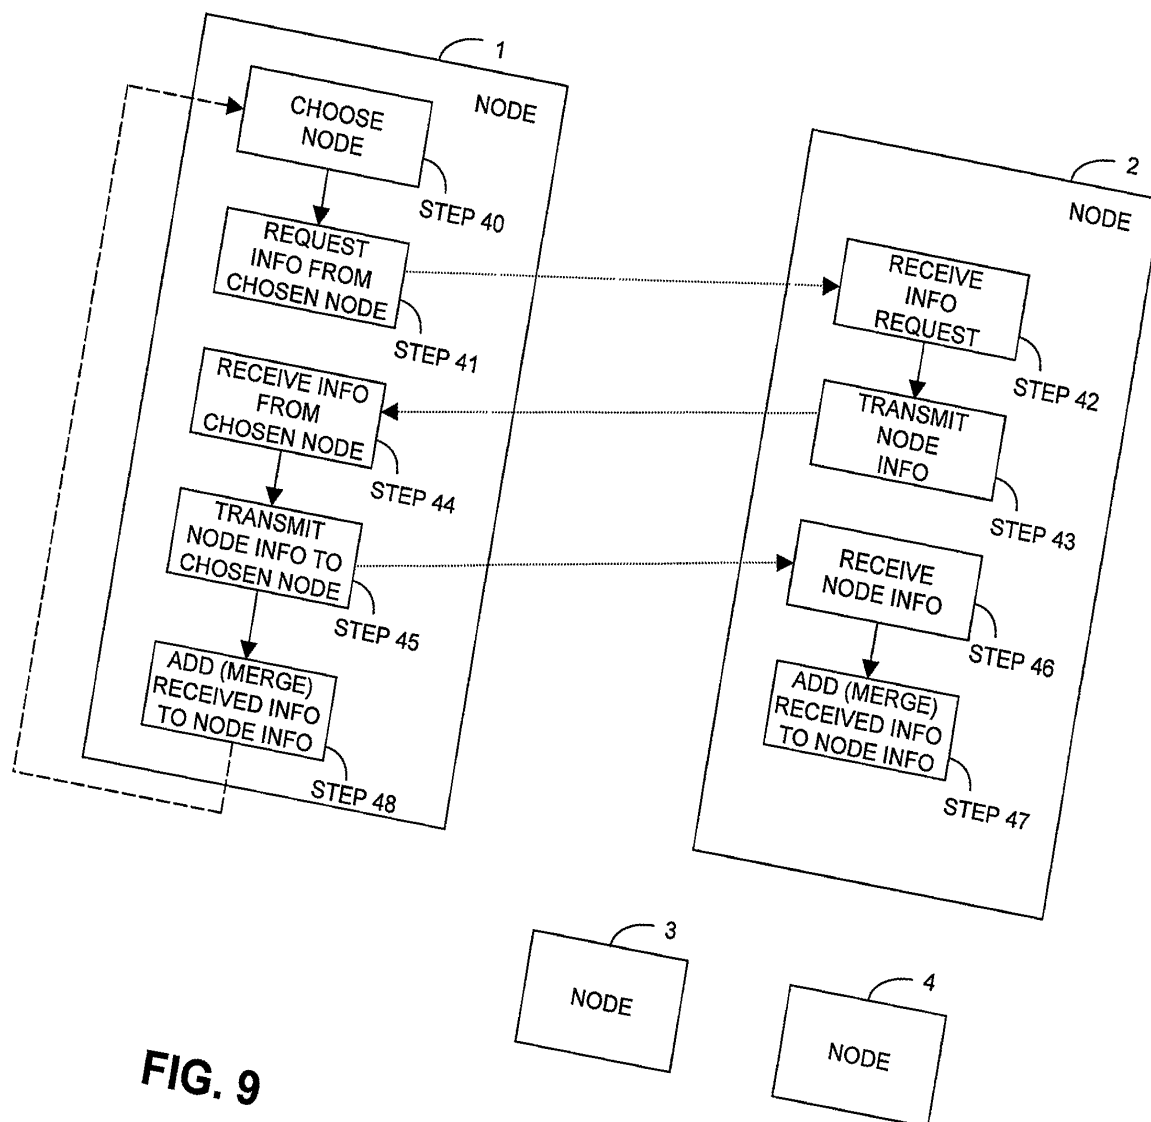 1
NODE
CHOOSE
NODE
STEP 40
REQUEST
INFO FROM
CHOSEN NODE
STEP 41
RECEIVE INFO
FROM
CHOSEN NODE
STEP 44
TRANSMIT
NODE INFO TO
CHOSEN NODE
STEP 45
ADD (MERGE)
RECEIVED INFO
TO NODE INFO
STEP 48
2
NODE
RECEIVE
INFO
REQUEST
STEP 42
TRANSMIT
NODE
INFO
STEP 43
RECEIVE
NODE INFO
STEP 46
ADD (MERGE)
RECEIVED INFO
TO NODE INFO
STEP 47
3
NODE
4
NODE
FIG. 9